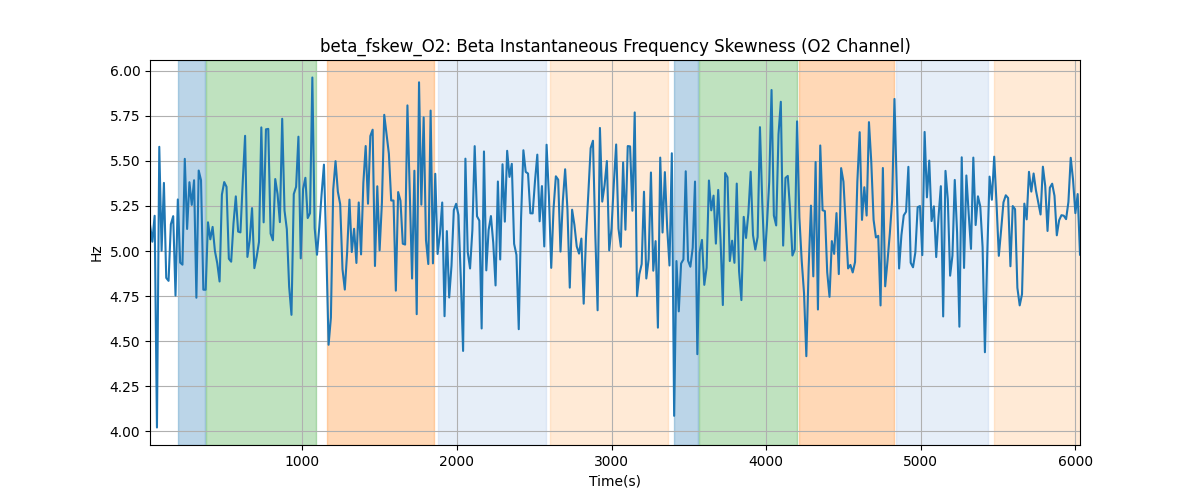 beta_fskew_O2: Beta Instantaneous Frequency Skewness (O2 Channel)
6.00
5.75
5.50
5.25
5.00
4.75
4.50
4.25
4.00
Hz
1000 2000 3000 4000 5000 6000
Time(s)